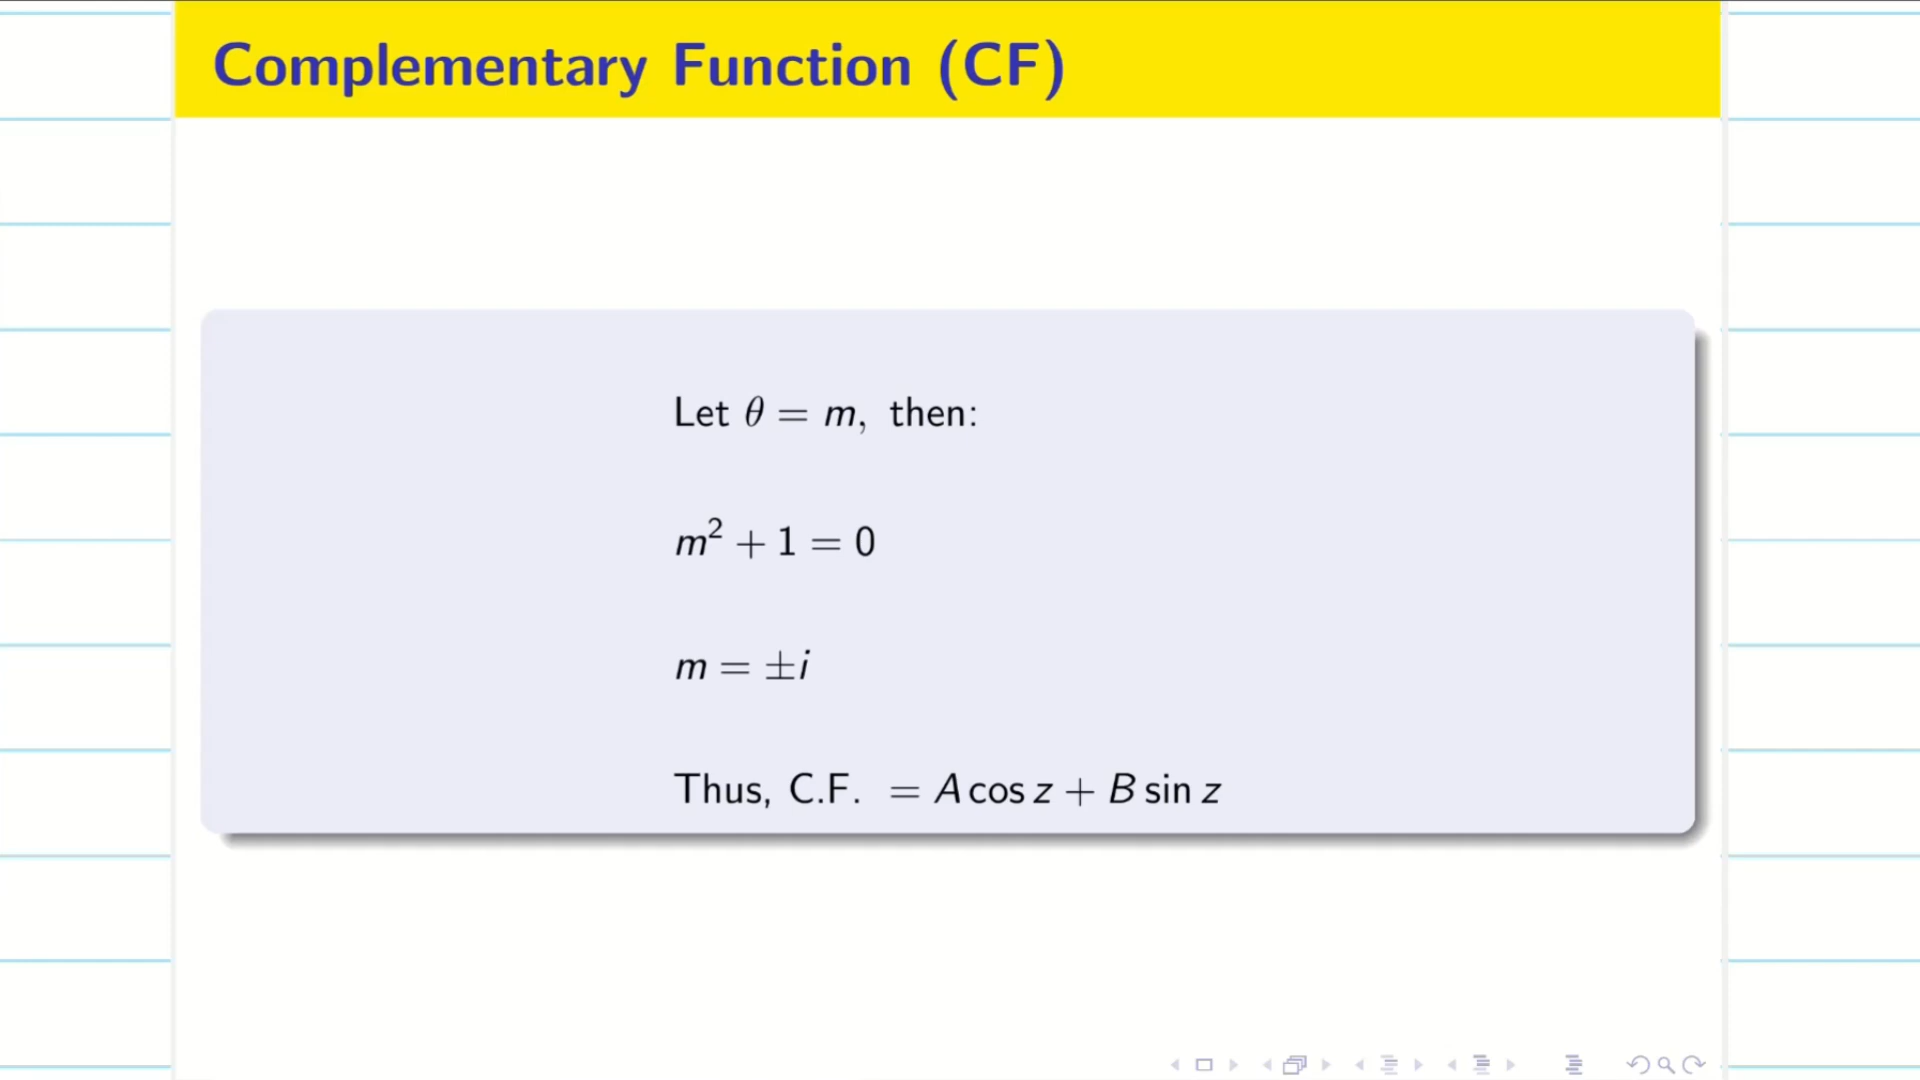 Complementary Function (CF)
Let θ = m, then:
m² + 1 = 0
m = ±i
Thus, C.F. = A cos z + B sin z